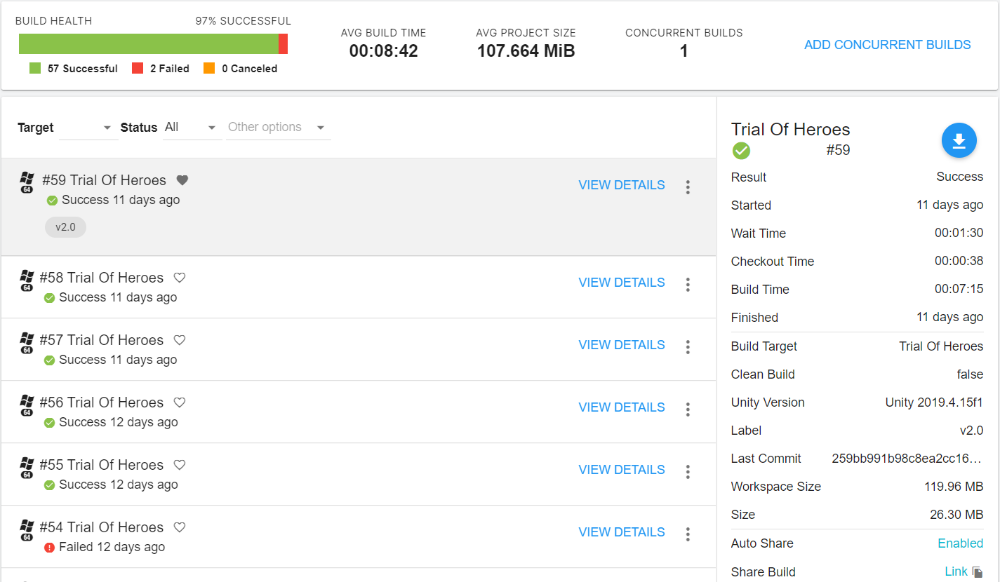 BUILD HEALTH 97% SUCCESSFUL
57 Successful 2 Failed 0 Canceled
AVG BUILD TIME
00:08:42
AVG PROJECT SIZE
107.664 MiB
CONCURRENT BUILDS
1
ADD CONCURRENT BUILDS
Target Status All Other options
64
#59 Trial Of Heroes VIEW DETAILS
Success 11 days ago
v2.0
64
#58 Trial Of Heroes VIEW DETAILS
Success 11 days ago
64
#57 Trial Of Heroes VIEW DETAILS
Success 11 days ago
64
#56 Trial Of Heroes VIEW DETAILS
Success 12 days ago
64
#55 Trial Of Heroes VIEW DETAILS
Success 12 days ago
64
#54 Trial Of Heroes VIEW DETAILS
Failed 12 days ago
Trial Of Heroes
#59
Result Success
Started 11 days ago
Wait Time 00:01:30
Checkout Time 00:00:38
Build Time 00:07:15
Finished 11 days ago
Build Target Trial Of Heroes
Clean Build false
Unity Version Unity 2019.4.15f1
Label v2.0
Last Commit 259bb991b98c8ea2cc16...
Workspace Size 119.96 MB
Size 26.30 MB
Auto Share Enabled
Share Build Link